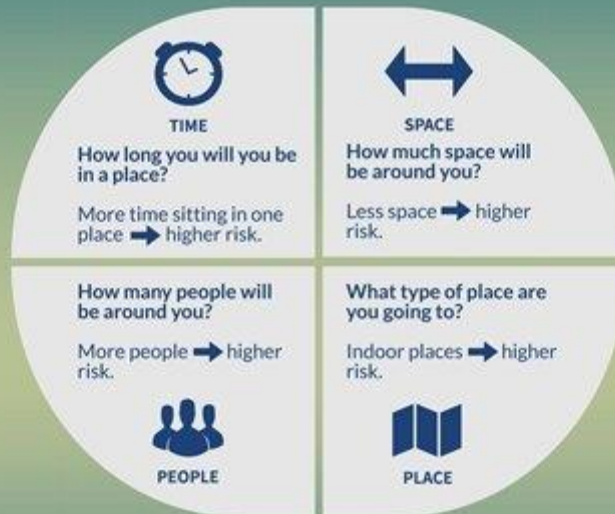 TIME
How long you will you be
in a place?
More time sitting in one
place ➡ higher risk.
SPACE
How much space will
be around you?
Less space ➡ higher
risk.
How many people will
be around you?
More people ➡ higher
risk.
PEOPLE
What type of place are
you going to?
Indoor places ➡ higher
risk.
PLACE